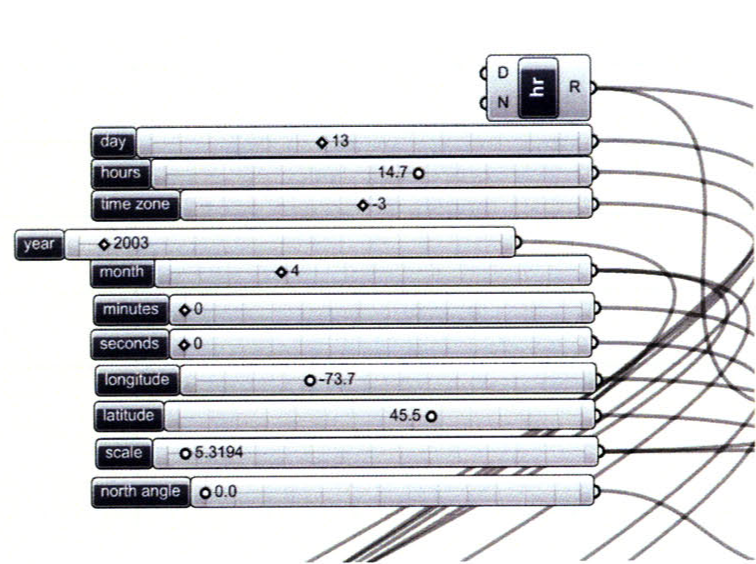 D
N
hr
R
day 13
hours 14.7
time zone -3
year 2003
month 4
minutes 0
seconds 0
longitude -73.7
latitude 45.5
scale 5.3194
north angle 0.0